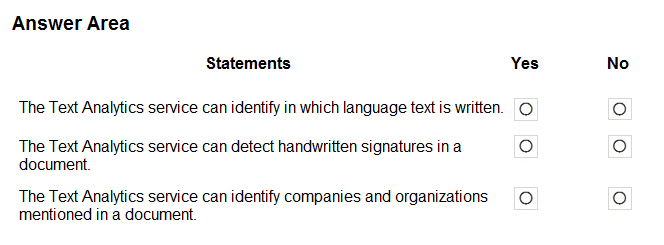 Answer Area
Statements Yes No
The Text Analytics service can identify in which language text is written.
The Text Analytics service can detect handwritten signatures in a
document.
The Text Analytics service can identify companies and organizations
mentioned in a document.